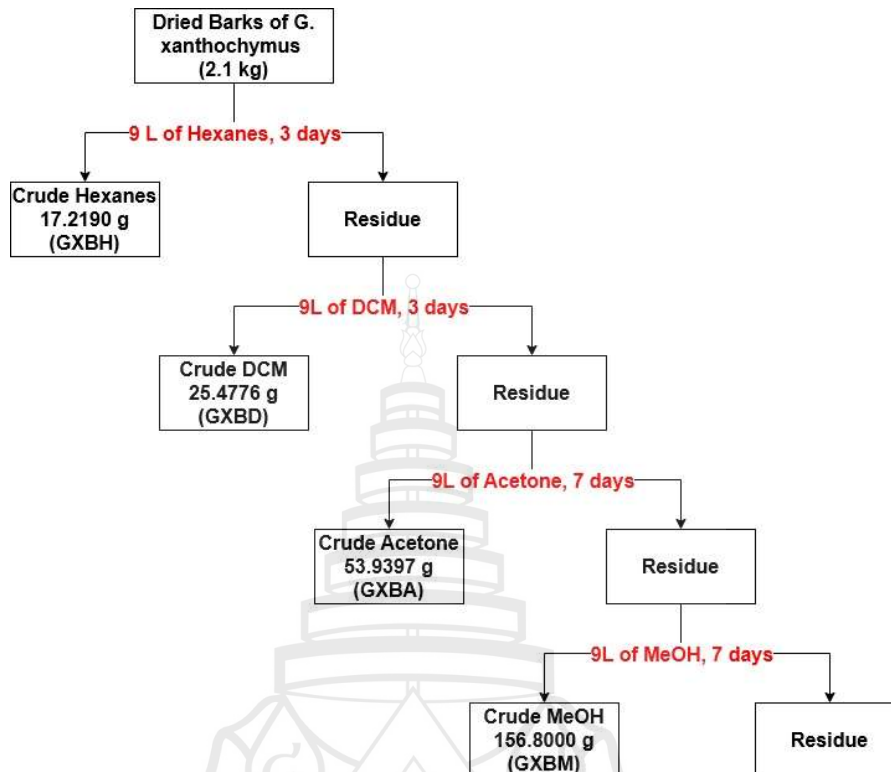 Dried Barks of G.
xanthochymus
(2.1 kg)
9 L of Hexanes, 3 days
Crude Hexanes
17.2190 g
(GXBH)
Residue
9L of DCM, 3 days
Crude DCM
25.4776 g
(GXBD)
Residue
9L of Acetone, 7 days
Crude Acetone
53.9397 g
(GXBA)
Residue
9L of MeOH, 7 days
Crude MeOH
156.8000 g
(GXBM)
Residue